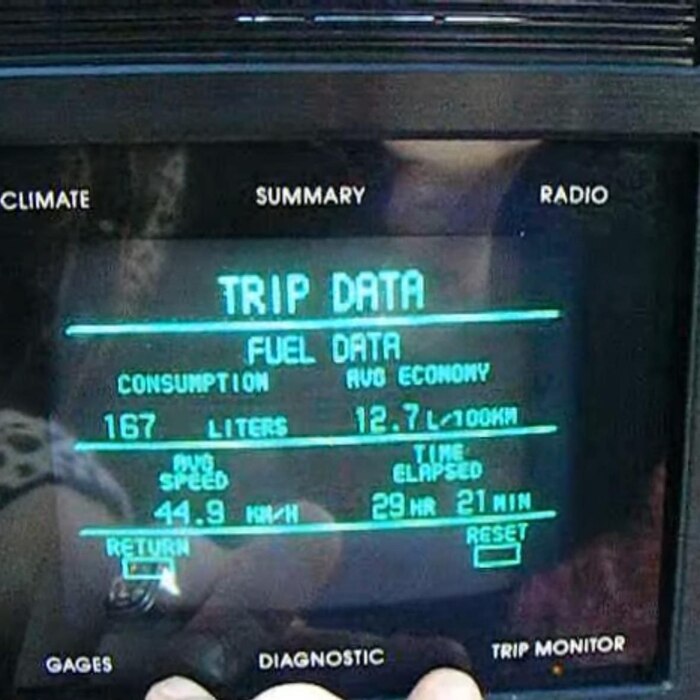 CLIMATE SUMMARY RADIO
TRIP DATA
FUEL DATA
CONSUMPTION AVG ECONOMY
167 LITERS 12.7 L/100KM
AVG TIME
SPEED ELAPSED
44.9 KM/H 29 HR 21 MIN
RETURN RESET
GAGES DIAGNOSTIC TRIP MONITOR